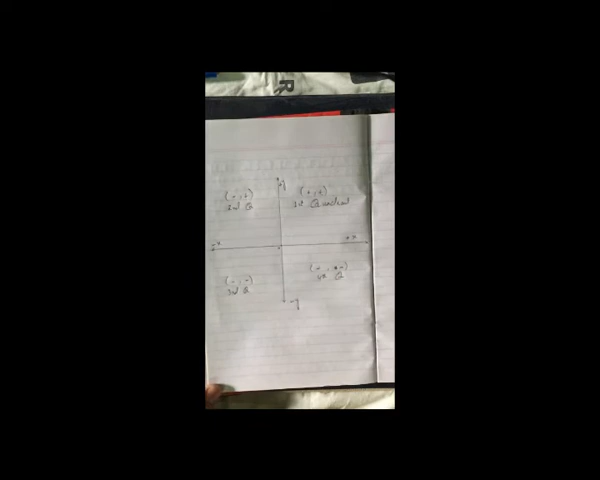 R
+y
(-,+)
2nd Q
(+,+)
1st Quadrant
-x
+x
(-,-)
3rd Q
4th Q
-y